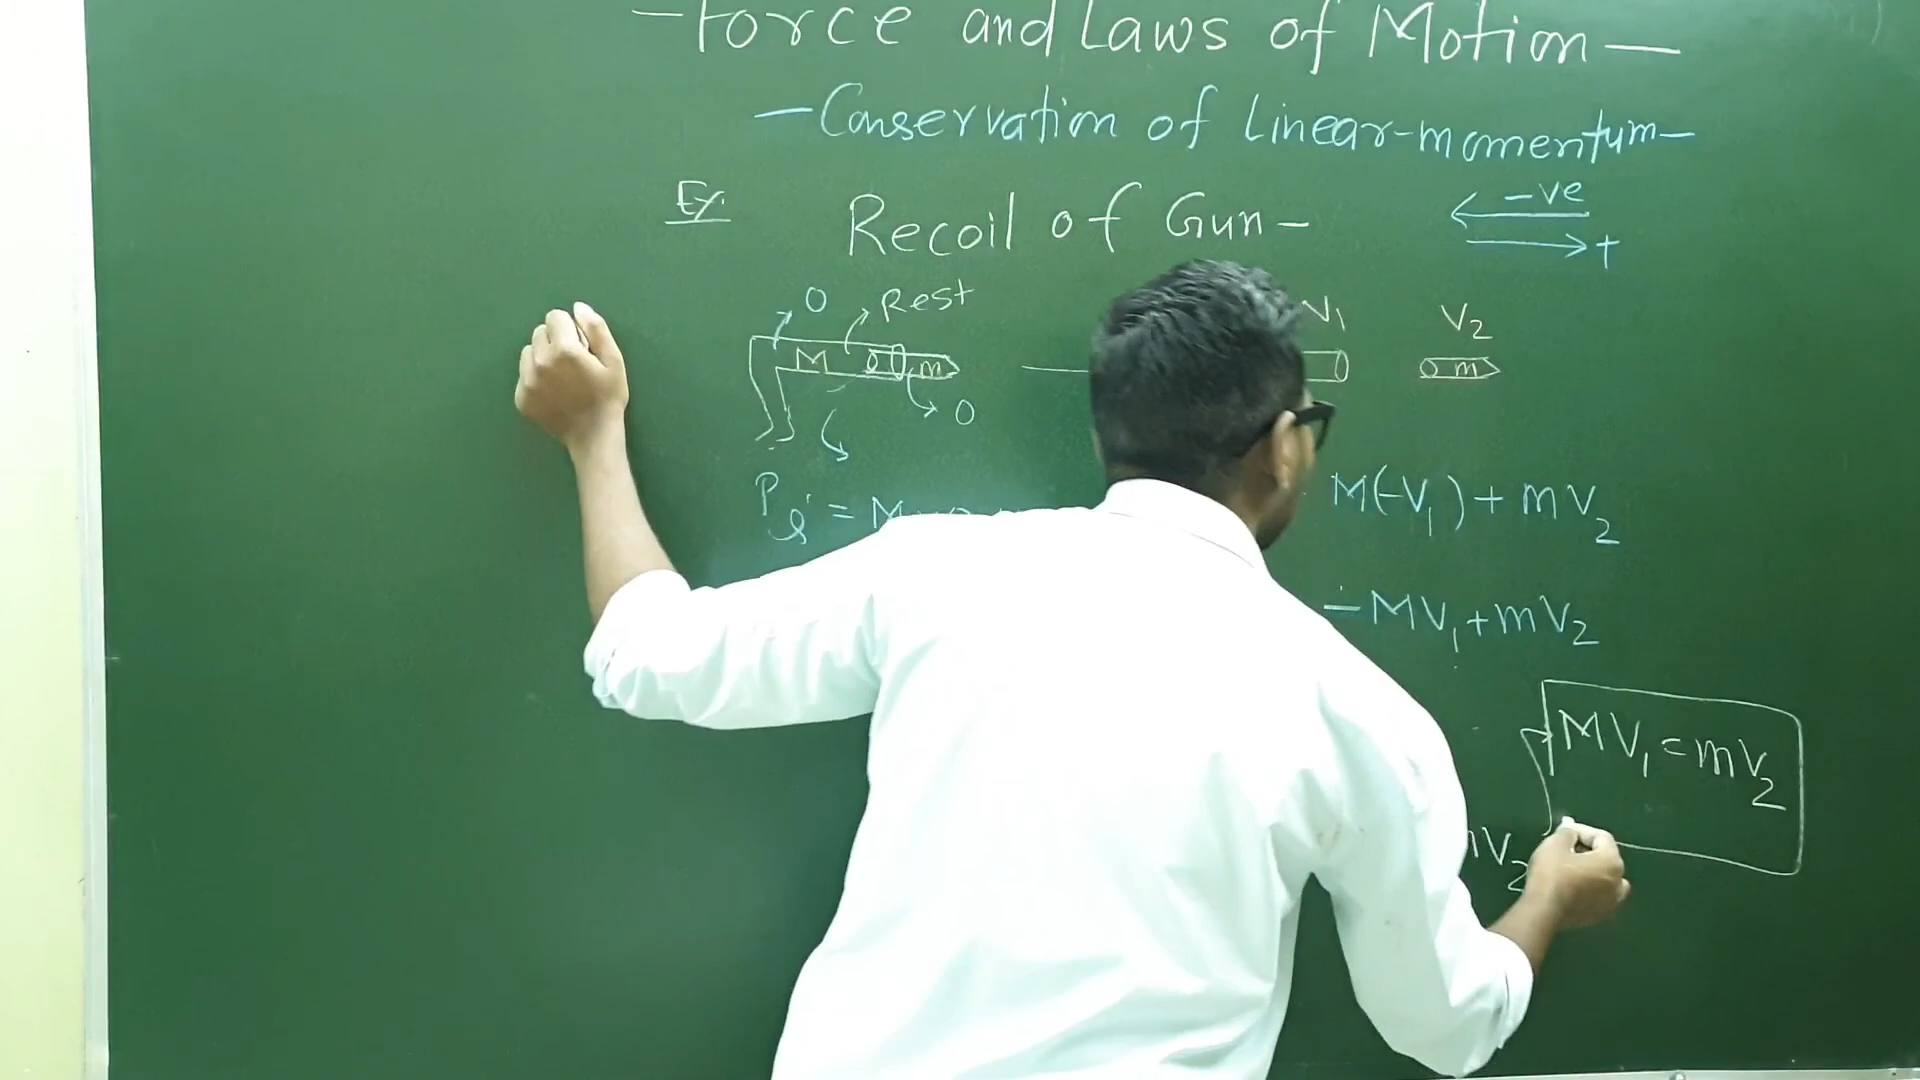 — Force and Laws of Motion —
— Conservation of Linear-momentum —
Ex. Recoil of Gun -
-ve
+
0 Rest
V1 V2
M m
m
0
Pi = M
M(-V1) + mV2
= MV1 + mV2
MV1 = mV2
mV2